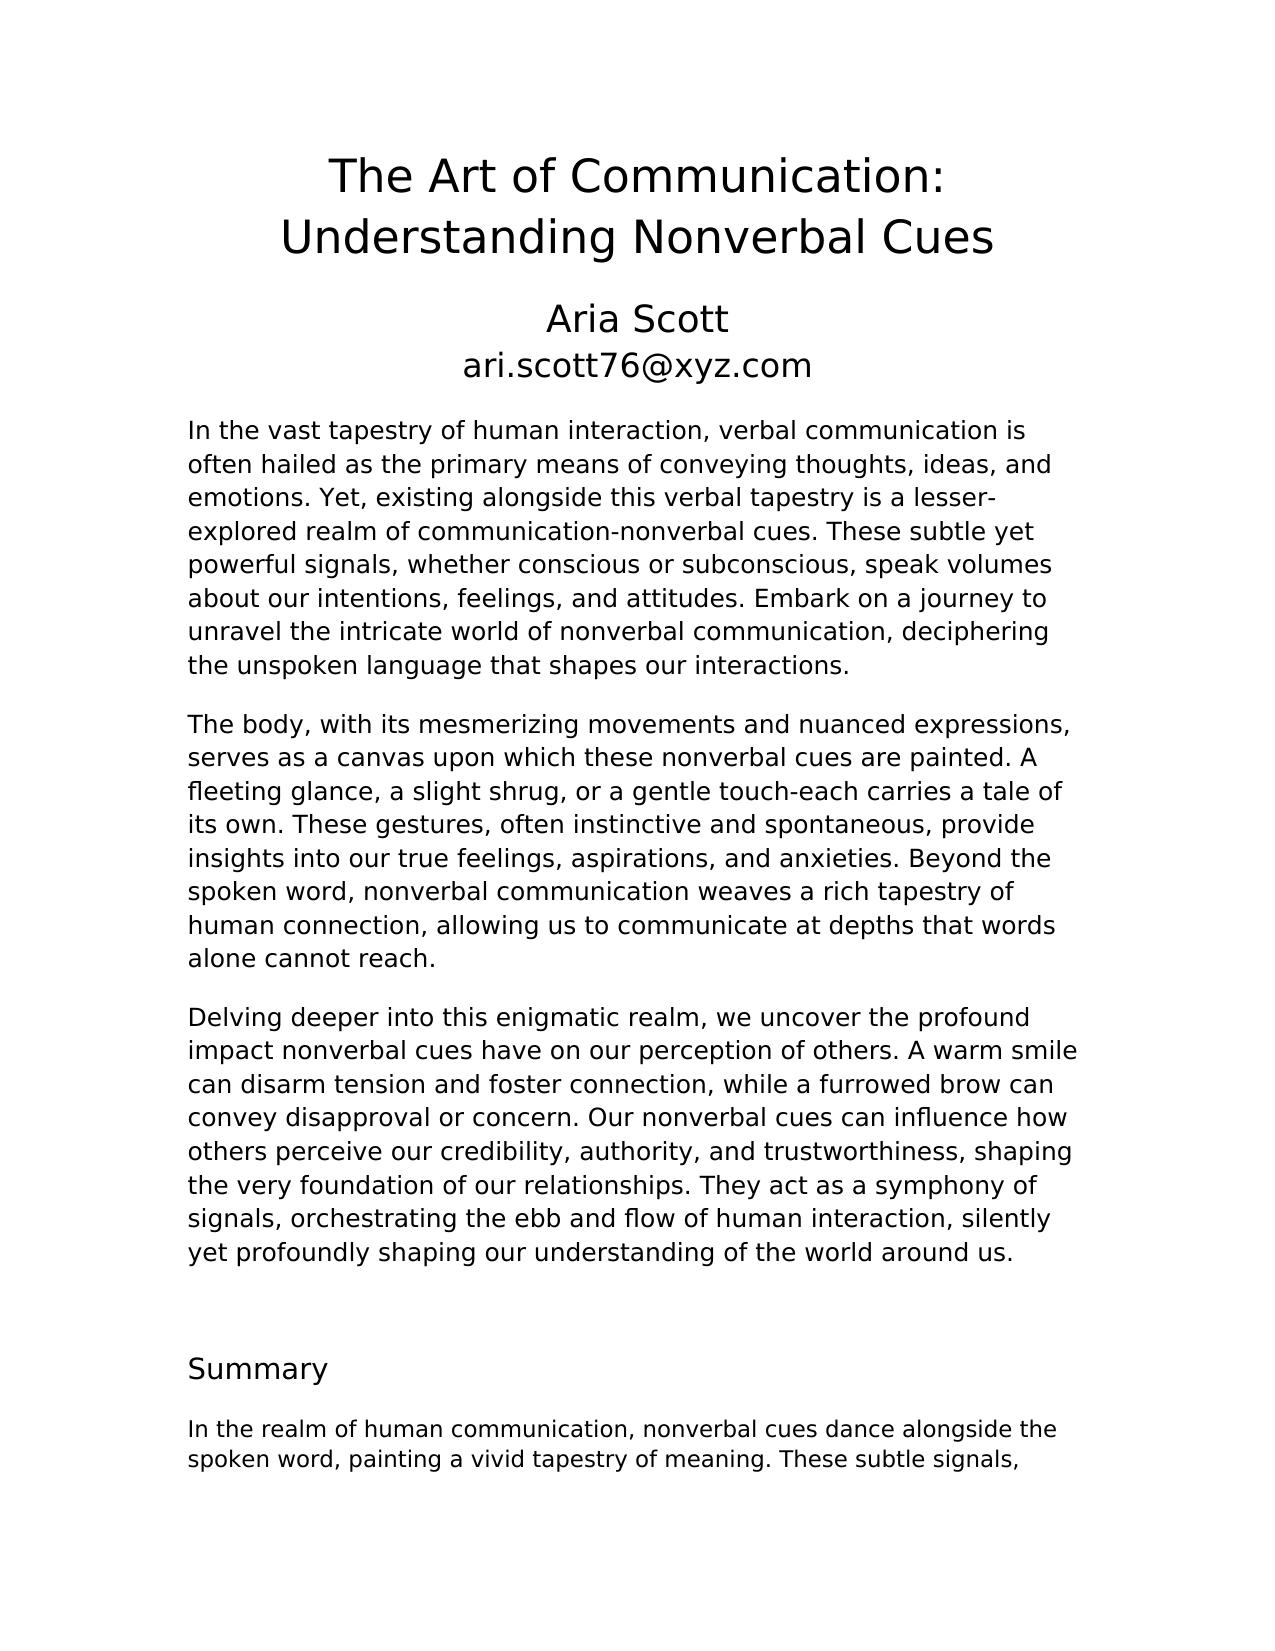 The Art of Communication:
Understanding Nonverbal Cues
Aria Scott
ari.scott76@xyz.com
In the vast tapestry of human interaction, verbal communication is
often hailed as the primary means of conveying thoughts, ideas, and
emotions. Yet, existing alongside this verbal tapestry is a lesser-
explored realm of communication-nonverbal cues. These subtle yet
powerful signals, whether conscious or subconscious, speak volumes
about our intentions, feelings, and attitudes. Embark on a journey to
unravel the intricate world of nonverbal communication, deciphering
the unspoken language that shapes our interactions.
The body, with its mesmerizing movements and nuanced expressions,
serves as a canvas upon which these nonverbal cues are painted. A
fleeting glance, a slight shrug, or a gentle touch-each carries a tale of
its own. These gestures, often instinctive and spontaneous, provide
insights into our true feelings, aspirations, and anxieties. Beyond the
spoken word, nonverbal communication weaves a rich tapestry of
human connection, allowing us to communicate at depths that words
alone cannot reach.
Delving deeper into this enigmatic realm, we uncover the profound
impact nonverbal cues have on our perception of others. A warm smile
can disarm tension and foster connection, while a furrowed brow can
convey disapproval or concern. Our nonverbal cues can influence how
others perceive our credibility, authority, and trustworthiness, shaping
the very foundation of our relationships. They act as a symphony of
signals, orchestrating the ebb and flow of human interaction, silently
yet profoundly shaping our understanding of the world around us.
Summary
In the realm of human communication, nonverbal cues dance alongside the
spoken word, painting a vivid tapestry of meaning. These subtle signals,